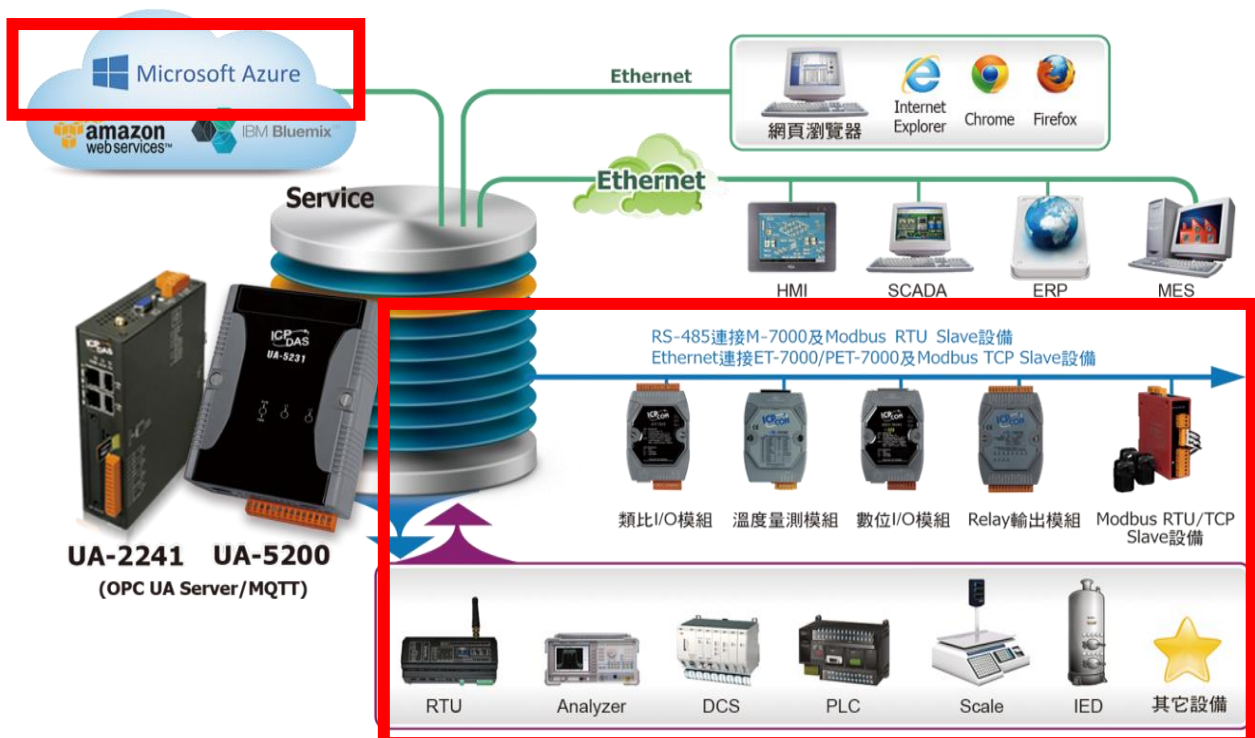 Microsoft Azure
amazon
webservices™
IBM Bluemix™
Ethernet
網頁瀏覽器
Internet
Explorer
Chrome
Firefox
Ethernet
Service
HMI
SCADA
ERP
MES
ICP
DAS
ICP
DAS
UA-5231
RS-485連接M-7000及Modbus RTU Slave設備
Ethernet連接ET-7000/PET-7000及Modbus TCP Slave設備
類比I/O模組
溫度量測模組
數位I/O模組
Relay輸出模組
Modbus RTU/TCP
Slave設備
UA-2241
UA-5200
(OPC UA Server/MQTT)
RTU
Analyzer
DCS
PLC
Scale
IED
其它設備